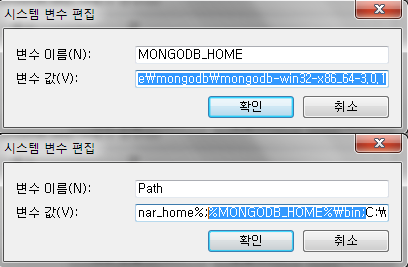 시스템 변수 편집
변수 이름(N):
MONGODB_HOME
변수 값(V):
e₩mongodb₩mongodb-win32-x86_64-3,0,1
확인
취소
시스템 변수 편집
변수 이름(N):
Path
변수 값(V):
nar_home%;%MONGODB_HOME%₩bin;C:₩
확인
취소